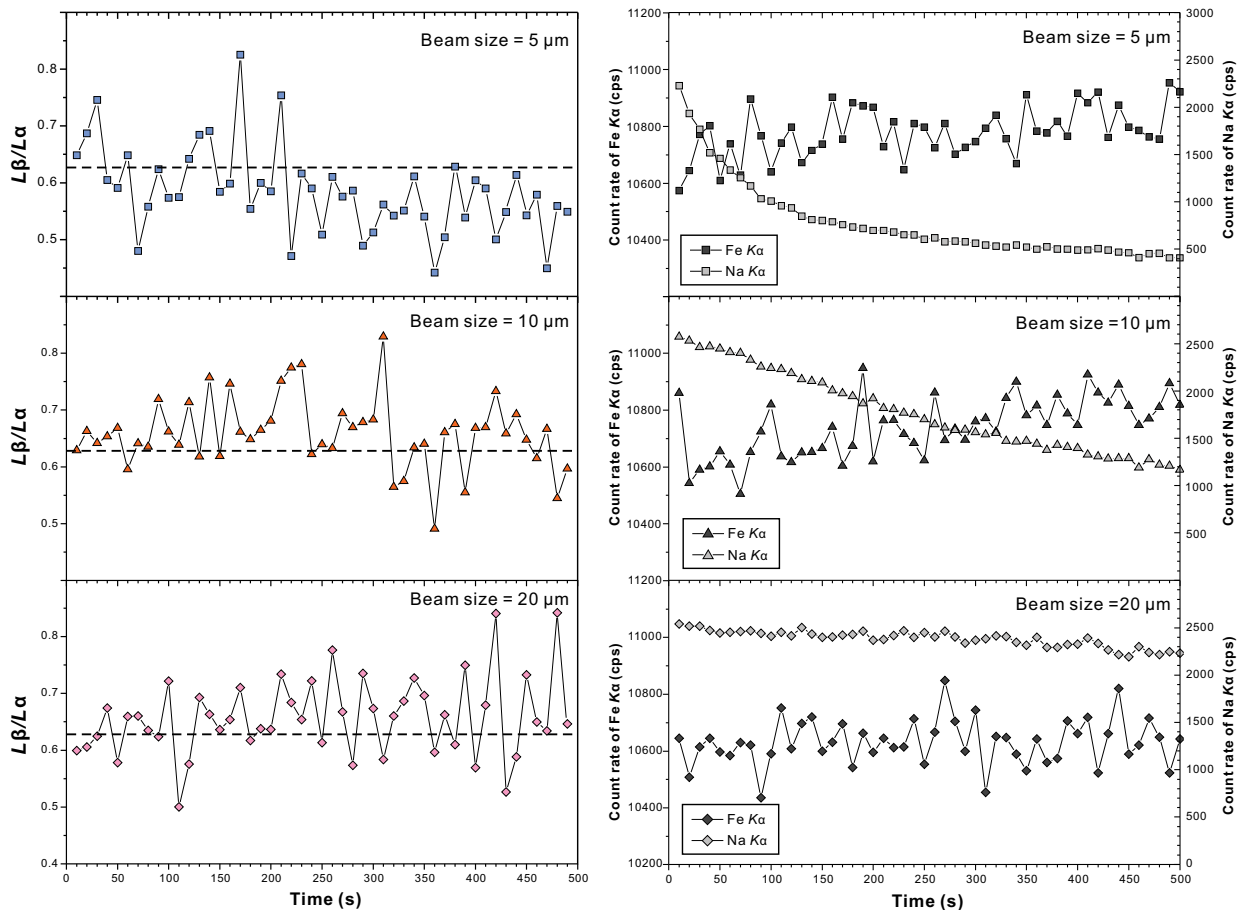 Beam size = 5 µm
0.8
0.7
0.6
0.5
Lβ/Lα
Beam size = 10 µm
0.8
0.7
0.6
0.5
Lβ/Lα
Beam size = 20 µm
0.8
0.7
0.6
0.5
0.4
Lβ/Lα
0 50 100 150 200 250 300 350 400 450 500
Time (s)
Beam size = 5 µm
11200
11000
10800
10600
10400
Count rate of Fe Kα (cps)
3000
2500
2000
1500
1000
500
Count rate of Na Kα (cps)
Fe Kα
Na Kα
Beam size =10 µm
11000
10800
10600
10400
11200
Count rate of Fe Kα (cps)
2500
2000
1500
1000
500
Count rate of Na Kα (cps)
Fe Kα
Na Kα
Beam size =20 µm
11000
10800
10600
10400
10200
Count rate of Fe Kα (cps)
2500
2000
1500
1000
500
0
Count rate of Na Kα (cps)
Fe Kα
Na Kα
0 50 100 150 200 250 300 350 400 450 500
Time (s)